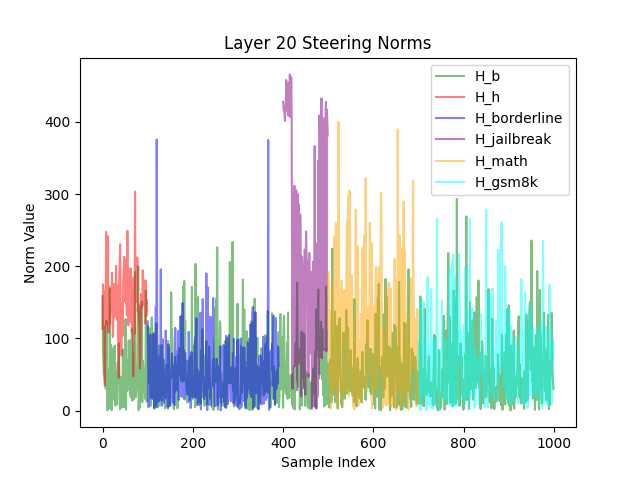 Layer 20 Steering Norms
H_b
H_h
H_borderline
H_jailbreak
H_math
H_gsm8k
400
300
200
100
0
Norm Value
0
200
400
600
800
1000
Sample Index